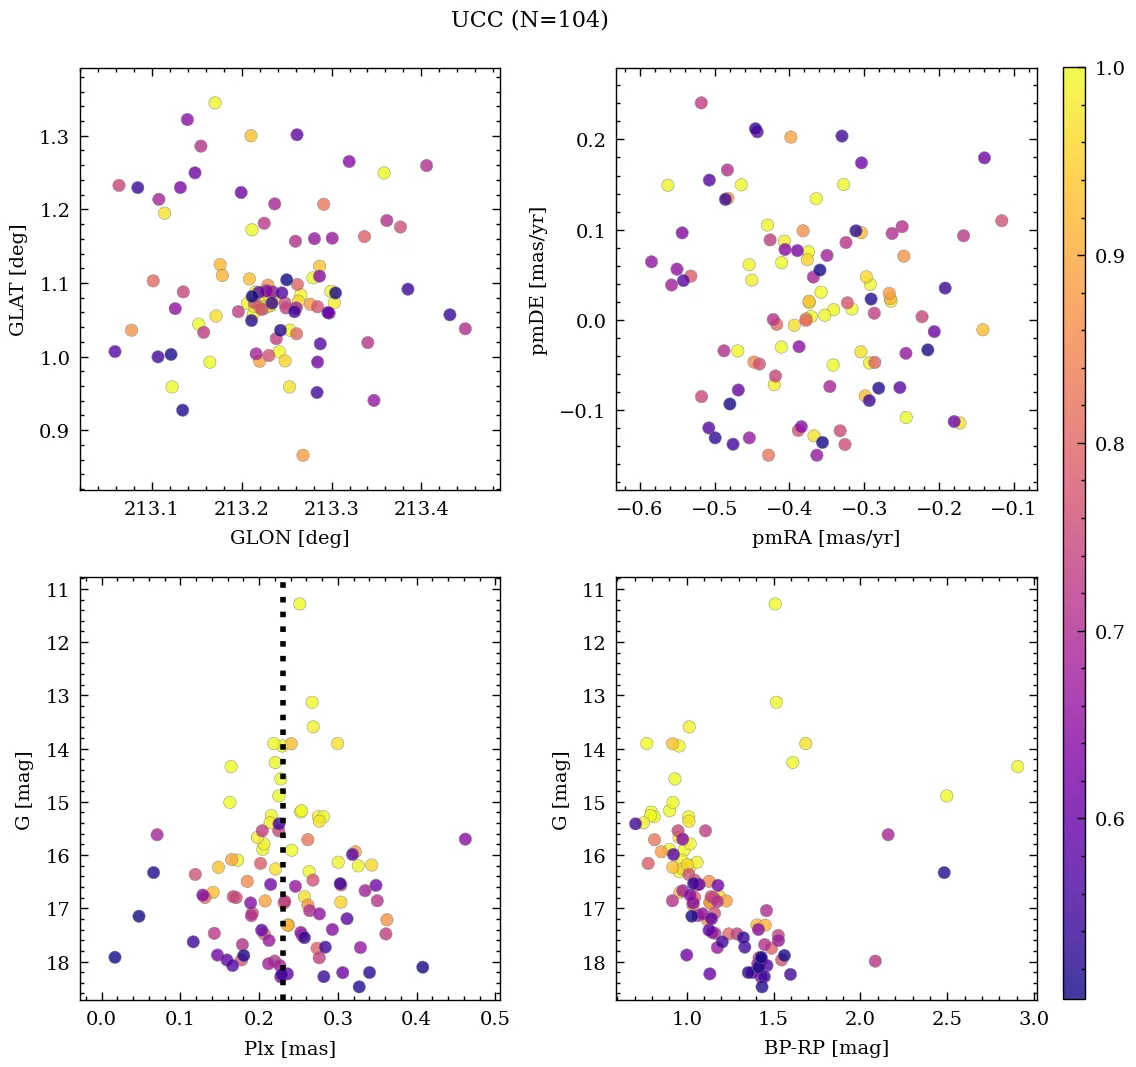 UCC (N=104)
1.3
1.2
1.1
1.0
0.9
GLAT [deg]
213.1 213.2 213.3 213.4
GLON [deg]
0.2
0.1
0.0
−0.1
pmDE [mas/yr]
−0.6 −0.5 −0.4 −0.3 −0.2 −0.1
pmRA [mas/yr]
11
12
13
14
15
16
17
18
G [mag]
0.0 0.1 0.2 0.3 0.4 0.5
Plx [mas]
11
12
13
14
15
16
17
18
G [mag]
1.0 1.5 2.0 2.5 3.0
BP-RP [mag]
1.0
0.9
0.8
0.7
0.6